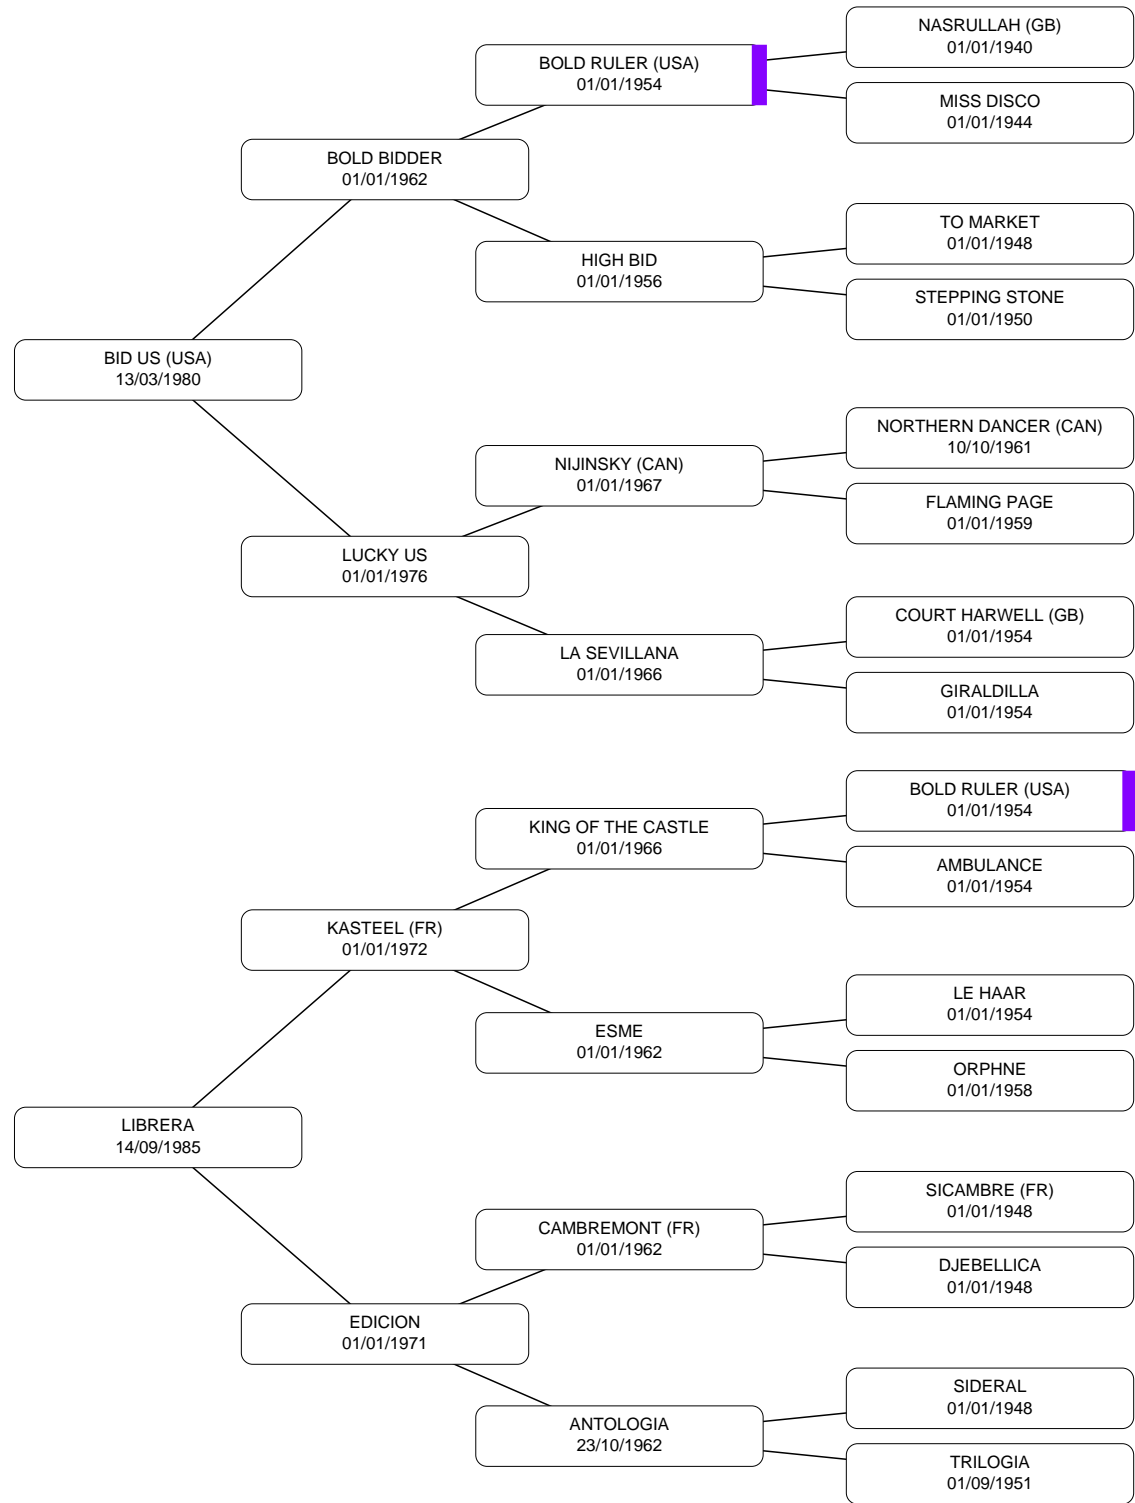 NASRULLAH (GB)
01/01/1940
BOLD RULER (USA)
01/01/1954
MISS DISCO
01/01/1944
BOLD BIDDER
01/01/1962
TO MARKET
01/01/1948
HIGH BID
01/01/1956
STEPPING STONE
01/01/1950
BID US (USA)
13/03/1980
NORTHERN DANCER (CAN)
10/10/1961
NIJINSKY (CAN)
01/01/1967
FLAMING PAGE
01/01/1959
LUCKY US
01/01/1976
COURT HARWELL (GB)
01/01/1954
LA SEVILLANA
01/01/1966
GIRALDILLA
01/01/1954
BOLD RULER (USA)
01/01/1954
KING OF THE CASTLE
01/01/1966
AMBULANCE
01/01/1954
KASTEEL (FR)
01/01/1972
LE HAAR
01/01/1954
ESME
01/01/1962
ORPHNE
01/01/1958
LIBRERA
14/09/1985
SICAMBRE (FR)
01/01/1948
CAMBREMONT (FR)
01/01/1962
DJEBELLICA
01/01/1948
EDICION
01/01/1971
SIDERAL
01/01/1948
ANTOLOGIA
23/10/1962
TRILOGIA
01/09/1951